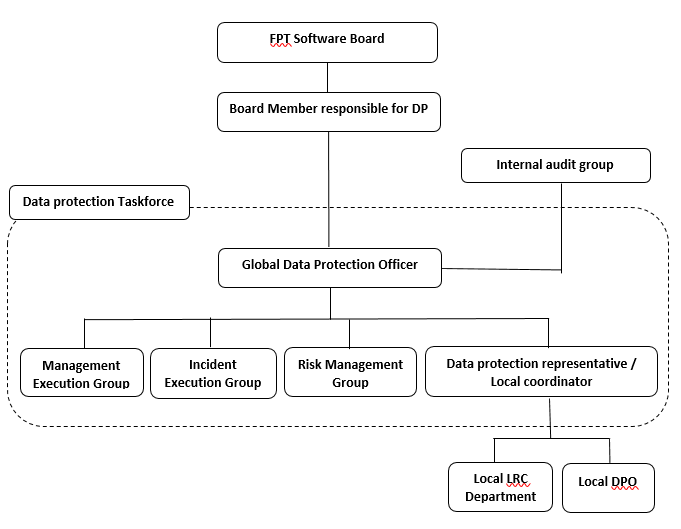 FPT Software Board
Board Member responsible for DP
Internal audit group
Data protection Taskforce
Global Data Protection Officer
Management
Execution Group
Incident
Execution Group
Risk Management
Group
Data protection representative /
Local coordinator
Local LRC
Department
Local DPO